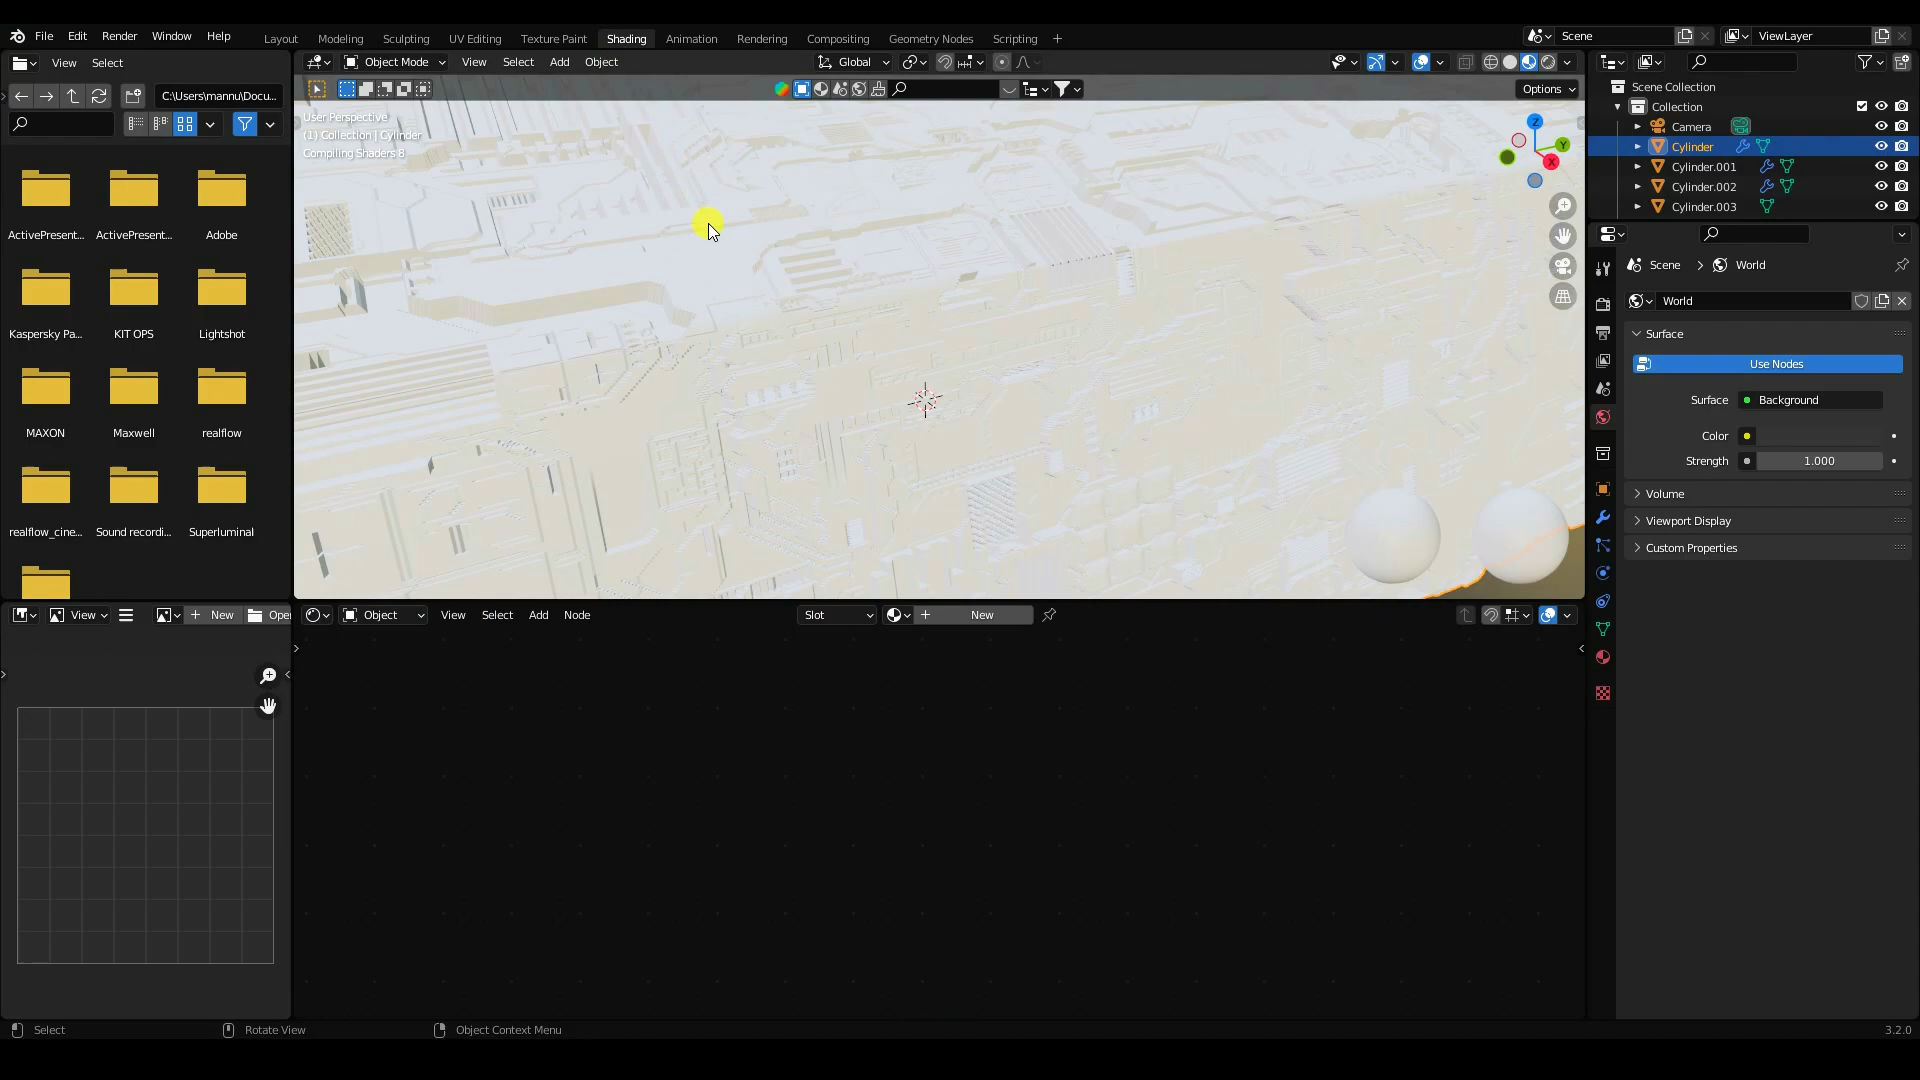 File Edit Render Window Help
Layout Modeling Sculpting UV Editing Texture Paint Shading Animation Rendering Compositing Geometry Nodes Scripting +
Scene
ViewLayer
View Select
Object Mode View Select Add Object
Global
Options
C:\Users\mannu\Docu...
User Perspective
(1) Collection | Cylinder
Compiling Shaders 8
Z
Y
X
ActivePresent... ActivePresent... Adobe
Kaspersky Pa... KIT OPS Lightshot
MAXON Maxwell realflow
realflow_cine... Sound recordi... Superluminal
Scene Collection
Collection
Camera
Cylinder
Cylinder.001
Cylinder.002
Cylinder.003
Scene > World
World
Surface
Use Nodes
Surface Background
Color
Strength 1.000
Volume
Viewport Display
Custom Properties
View New Open
Object View Select Add Node
Slot
New
Select Rotate View Object Context Menu
3.2.0